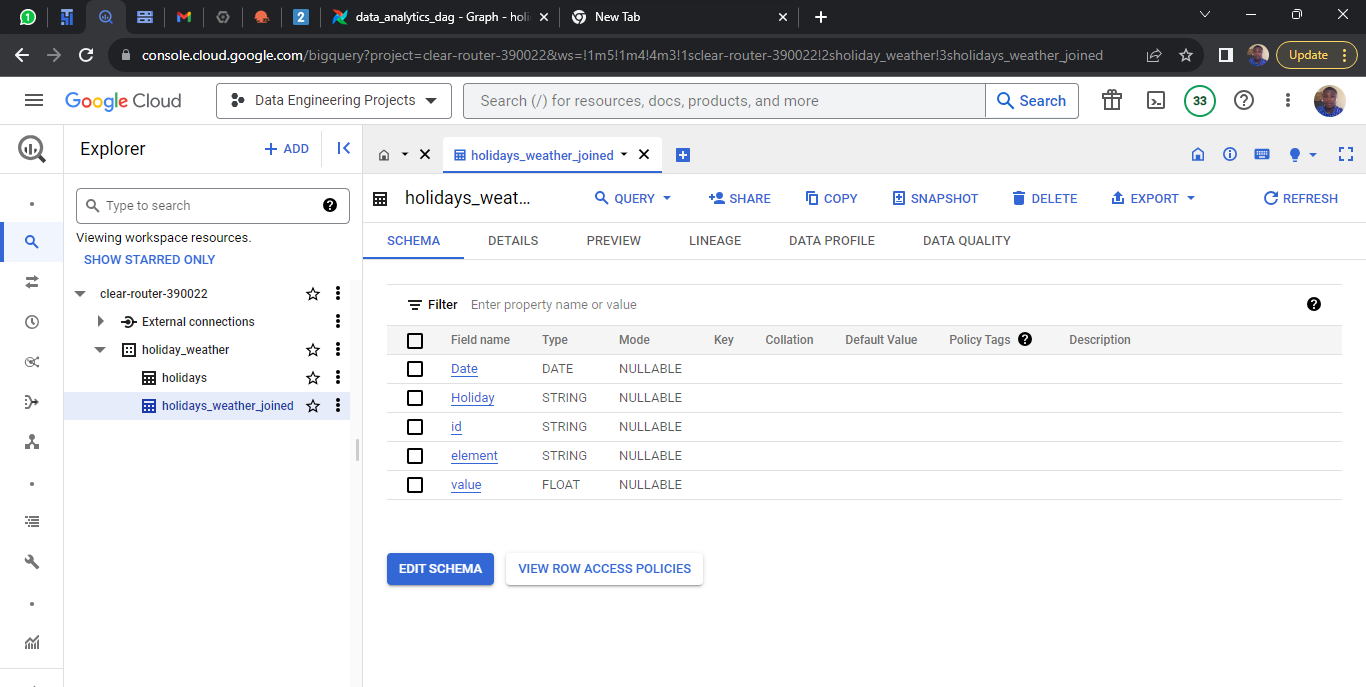 1
2
data_analytics_dag - Graph - holi
New Tab
console.cloud.google.com/bigquery?project=clear-router-390022&ws=!1m5!1m4!4m3!1sclear-router-390022!2sholiday_weather!3sholidays_weather_joined
Update
Google Cloud
Data Engineering Projects
Search (/) for resources, docs, products, and more
Search
33
Explorer
+ ADD
holidays_weather_joined
Type to search
Viewing workspace resources.
SHOW STARRED ONLY
clear-router-390022
External connections
holiday_weather
holidays
holidays_weather_joined
holidays_weat...
QUERY
SHARE
COPY
SNAPSHOT
DELETE
EXPORT
REFRESH
SCHEMA DETAILS PREVIEW LINEAGE DATA PROFILE DATA QUALITY
Filter Enter property name or value
Field name Type Mode Key Collation Default Value Policy Tags Description
Date DATE NULLABLE
Holiday STRING NULLABLE
id STRING NULLABLE
element STRING NULLABLE
value FLOAT NULLABLE
EDIT SCHEMA
VIEW ROW ACCESS POLICIES